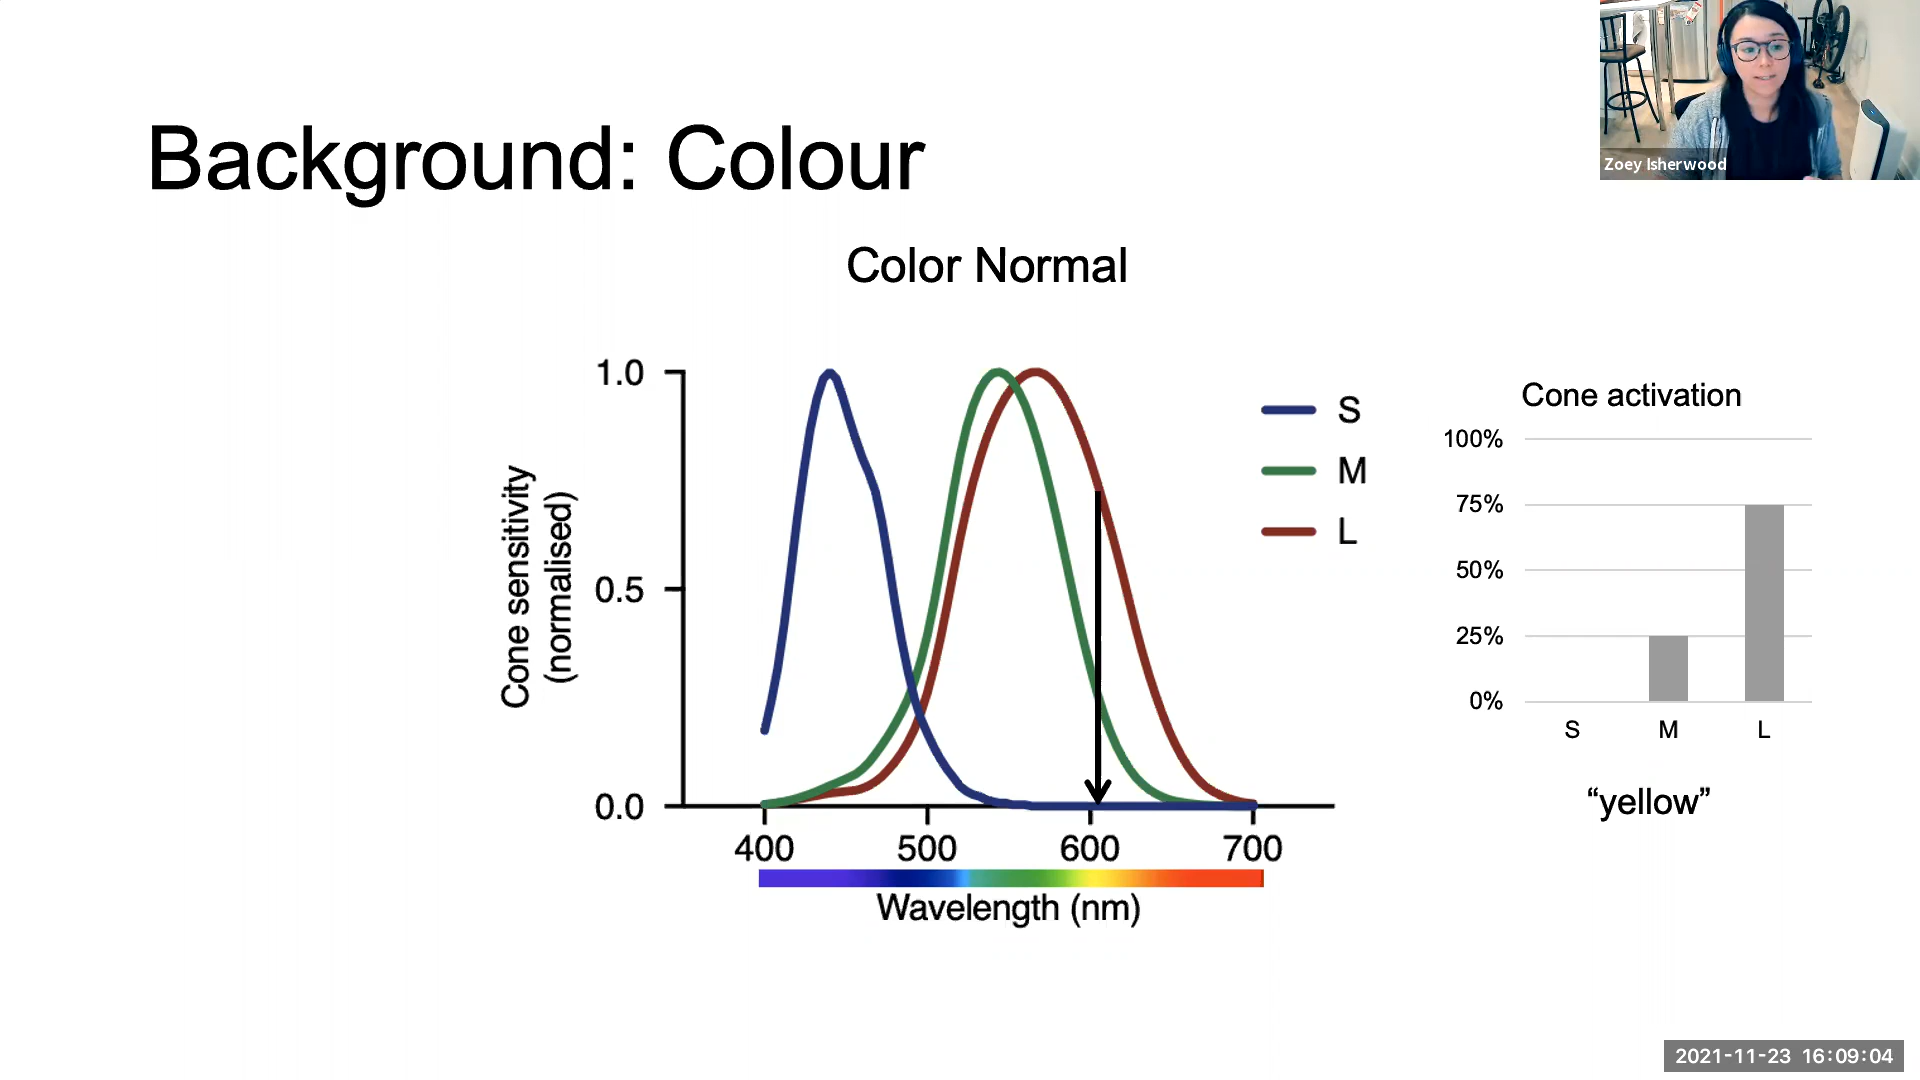 Zoey Isherwood
Background: Colour
Color Normal
Cone sensitivity
(normalised)
1.0
0.5
0.0
400 500 600 700
Wavelength (nm)
S
M
L
Cone activation
100%
75%
50%
25%
0%
S M L
“yellow”
2021-11-23 16:09:04